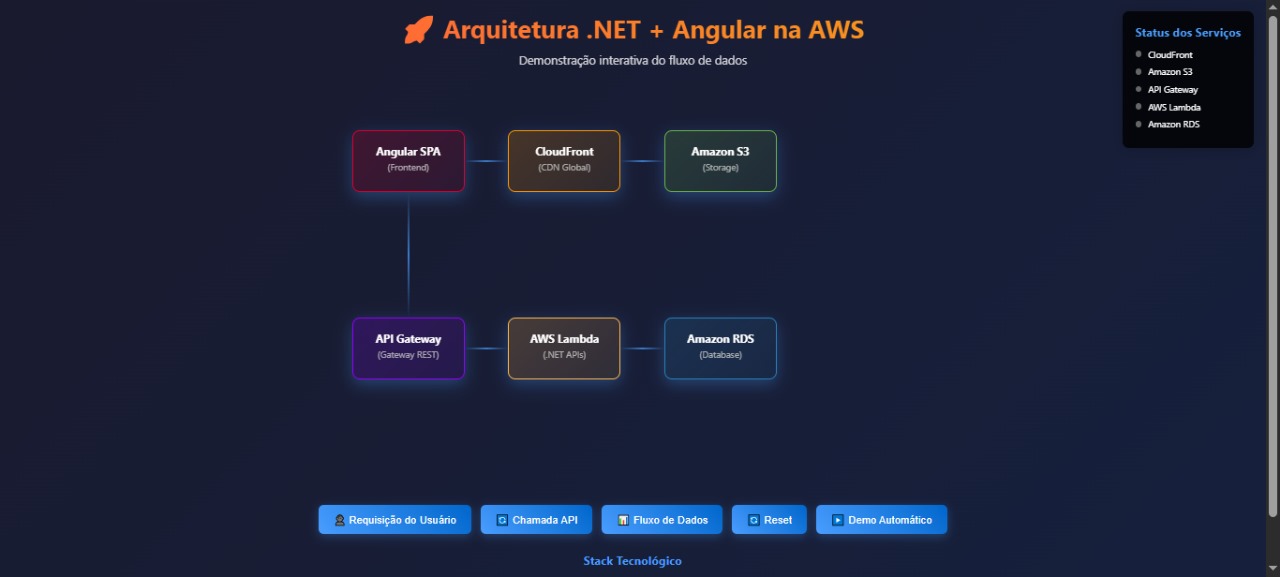 Arquitetura .NET + Angular na AWS
Demonstração interativa do fluxo de dados
Status dos Serviços
CloudFront
Amazon S3
API Gateway
AWS Lambda
Amazon RDS
Angular SPA
(Frontend)
CloudFront
(CDN Global)
Amazon S3
(Storage)
API Gateway
(Gateway REST)
AWS Lambda
(.NET APIs)
Amazon RDS
(Database)
Requisição do Usuário
Chamada API
Fluxo de Dados
Reset
Demo Automático
Stack Tecnológico